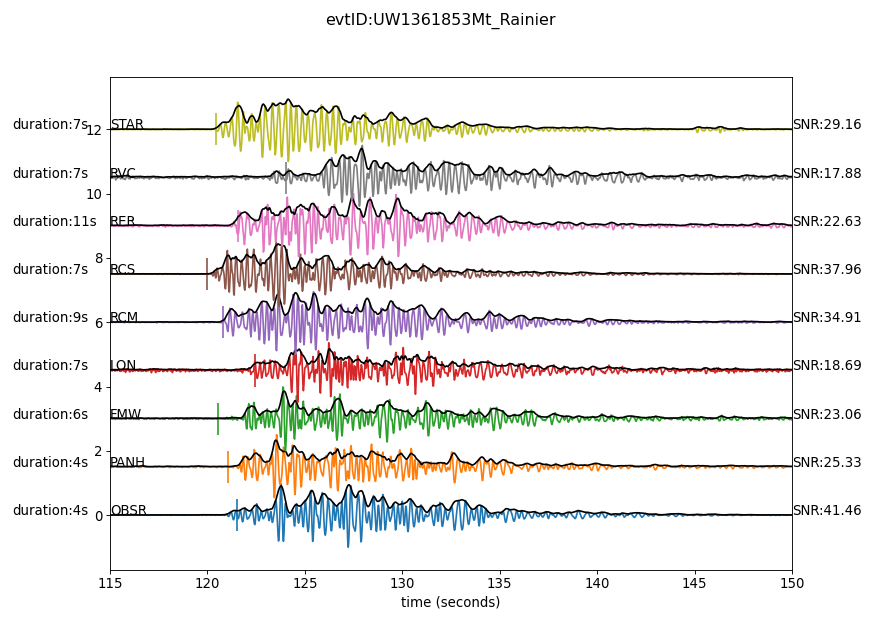 evtID:UW1361853Mt_Rainier
duration:7s 12 STAR SNR:29.16
duration:7s RVC SNR:17.88
10
duration:11s RER SNR:22.63
8
duration:7s RCS SNR:37.96
duration:9s 6 RCM SNR:34.91
duration:7s LON SNR:18.69
4
duration:6s FMW SNR:23.06
2
duration:4s PANH SNR:25.33
duration:4s 0 OBSR SNR:41.46
115 120 125 130 135 140 145 150
time (seconds)